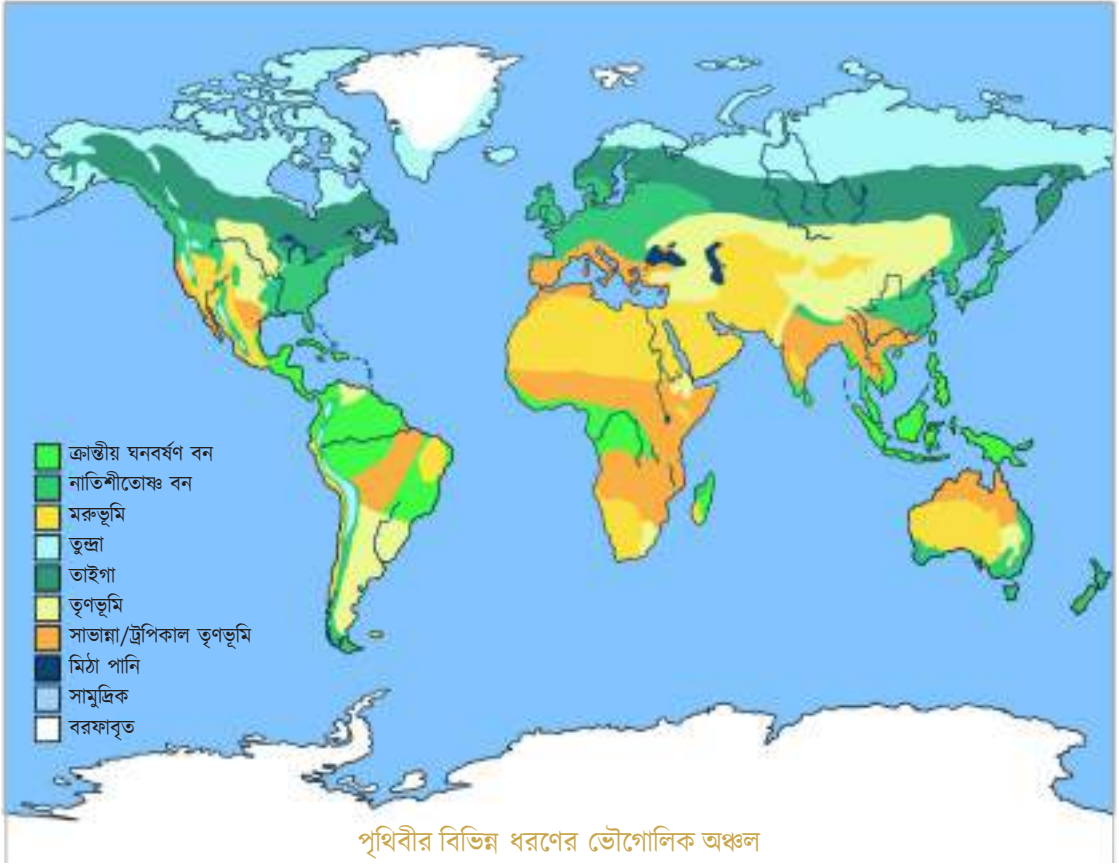 ক্রান্তীয় ঘনবর্ষণ বন
নাতিশীতোষ্ণ বন
মরুভূমি
তুন্দ্রা
তাইগা
তৃণভূমি
সাভান্না/ট্রপিকাল তৃণভূমি
মিঠা পানি
সামুদ্রিক
বরফাবৃত
পৃথিবীর বিভিন্ন ধরণের ভৌগোলিক অঞ্চল